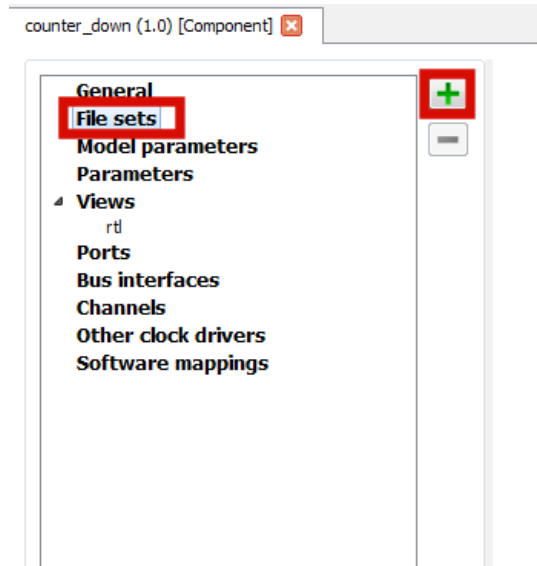 counter_down (1.0) [Component]
General
File sets
Model parameters
Parameters
Views
rtl
Ports
Bus interfaces
Channels
Other clock drivers
Software mappings